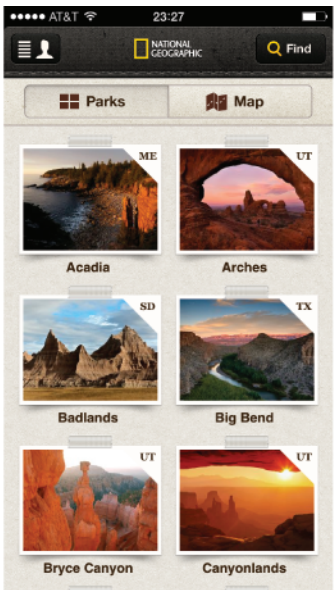 AT&T 23:27
NATIONAL
GEOGRAPHIC
Find
Parks Map
ME UT
Acadia Arches
SD TX
Badlands Big Bend
UT UT
Bryce Canyon Canyonlands